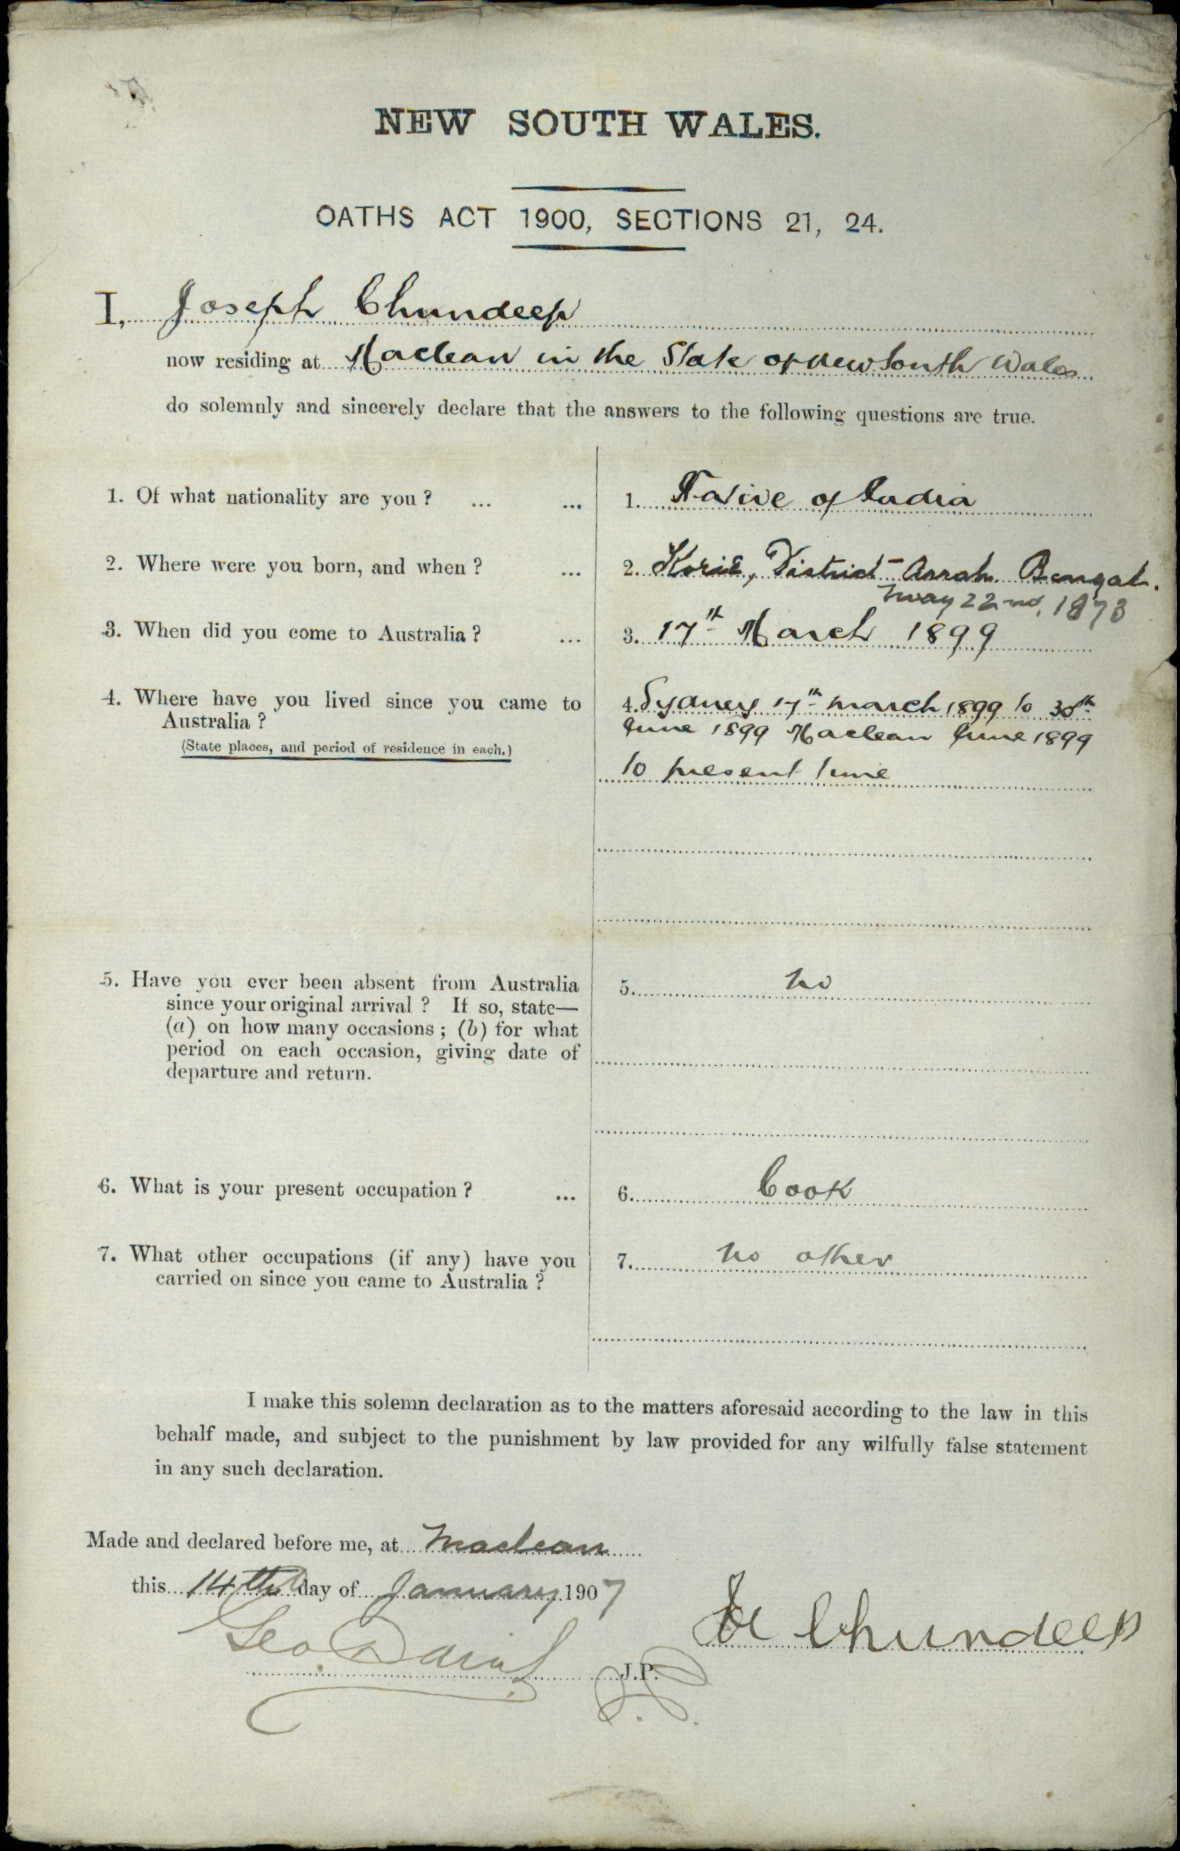 NEW SOUTH WALES.
OATHS ACT 1900, SECTIONS 21, 24.
I, Joseph Chundeep
now residing at Maclean in the State of New South Wales
do solemnly and sincerely declare that the answers to the following questions are true.
1. Of what nationality are you? ... ... 1. Native of India
2. Where were you born, and when? ... 2. District Arrah Bengal.
May 22nd, 1873
3. When did you come to Australia? ... 3. 17th March 1899
4. Where have you lived since you came to 4. Sydney 17th March 1899 to 30th
Australia? June 1899 Maclean June 1899
(State places, and period of residence in each.)
to present time
5. Have you ever been absent from Australia 5. no
since your original arrival? If so, state—
(a) on how many occasions; (b) for what
period on each occasion, giving date of
departure and return.
6. What is your present occupation? ... 6. Cook
7. What other occupations (if any) have you 7. no other
carried on since you came to Australia?
I make this solemn declaration as to the matters aforesaid according to the law in this
behalf made, and subject to the punishment by law provided for any wilfully false statement
in any such declaration.
Made and declared before me, at Maclean
this 14th day of January 1907
Chundeep
Geo. Davis J.P.
J.P.